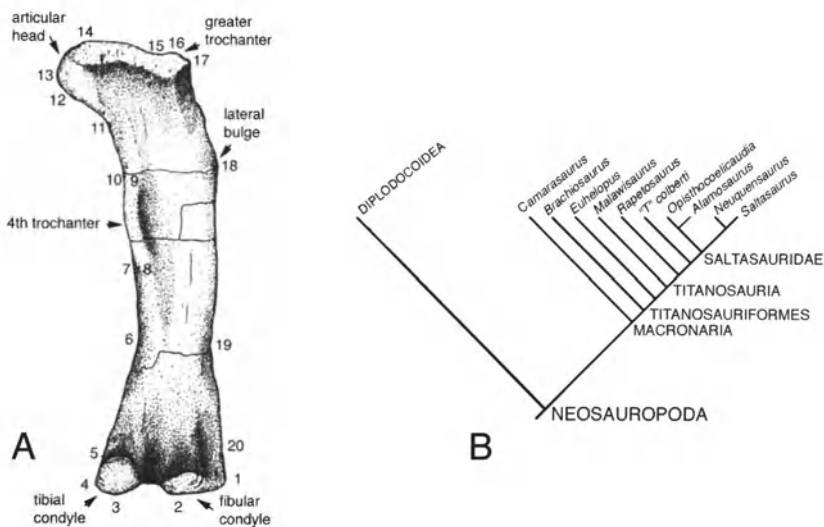 articular
head
14
15
16
greater
trochanter
17
13
12
11
lateral
bulge
18
10
9
4th trochanter
7
8
6
19
5
20
4
1
3
2
tibial
condyle
fibular
condyle
A
DIPLODOCOIDEA
Camarasaurus
Brachiosaurus
Euhelopus
Malawisaurus
Rapetosaurus
"T" colberti
Opisthocoelicaudia
Alamosaurus
Neuquensaurus
Saltasaurus
SALTASAURIDAE
TITANOSAURIA
TITANOSAURIFORMES
MACRONARIA
NEOSAUROPODA
B